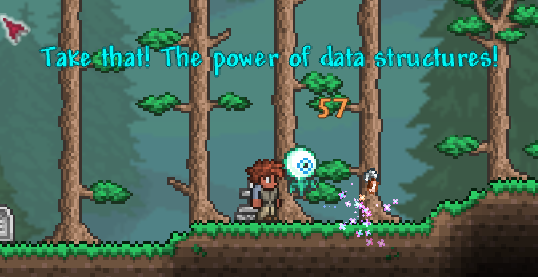 Take that! The power of data structures!
57